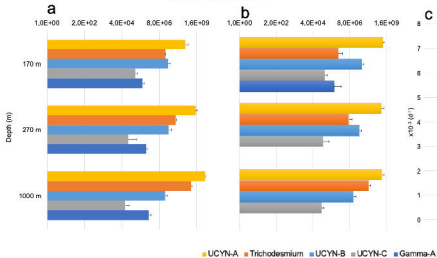 a
b
c
1,0E+00 2,0E+02 4,0E+04 8,0E+06 1,6E+09
1,0E+00 2,0E+02 4,0E+04 8,0E+06 1,6E+09
Depth (m)
170 m
270 m
1000 m
x10⁻³ (d⁻¹)
8
7
6
5
4
3
2
1
0
UCYN-A Trichodesmium UCYN-B UCYN-C Gamma-A